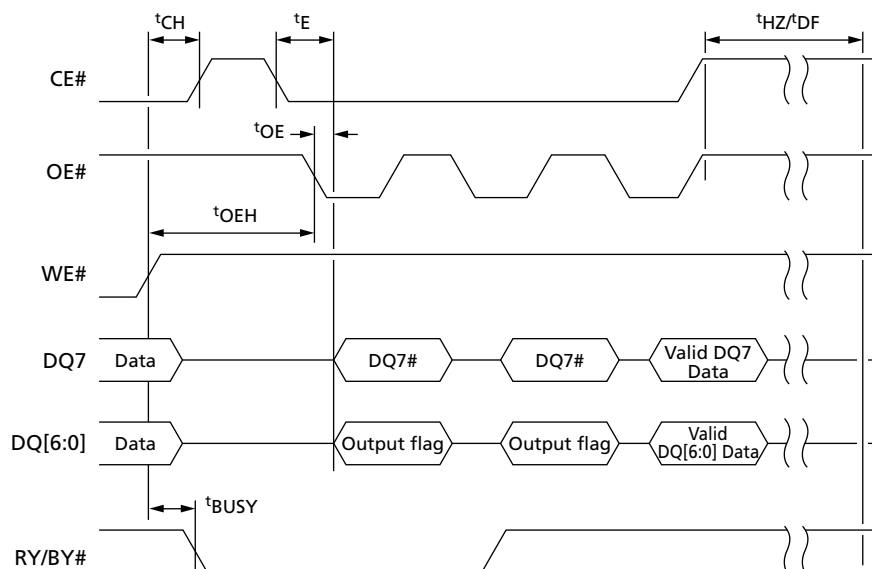 tCH
tE
tHZ/tDF
CE#
tOE
OE#
tOEH
WE#
DQ7
Data
DQ7#
DQ7#
Valid DQ7
Data
DQ[6:0]
Data
Output flag
Output flag
Valid
DQ[6:0] Data
tBUSY
RY/BY#